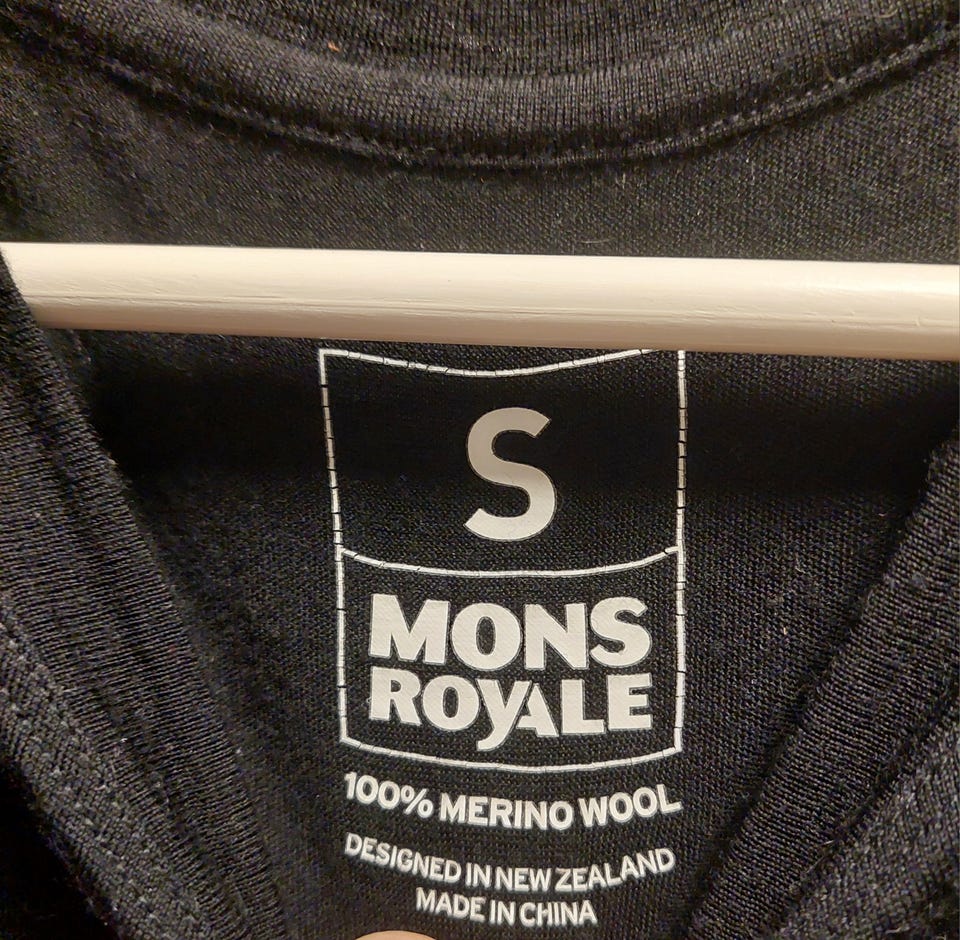 S
MONS
ROYALE
100% MERINO WOOL
DESIGNED IN NEW ZEALAND
MADE IN CHINA